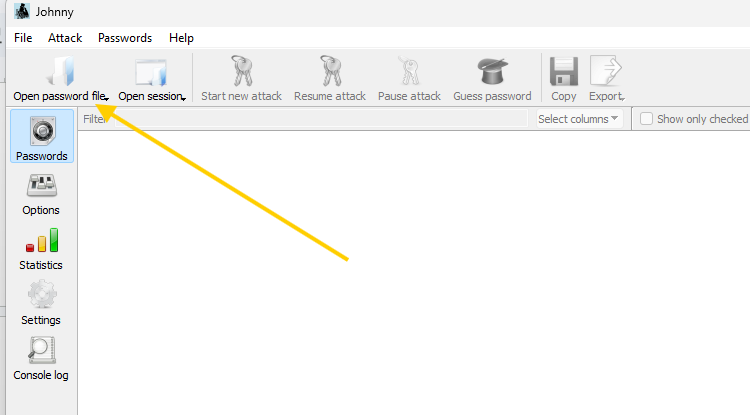 Johnny
File Attack Passwords Help
Open password file Open session Start new attack Resume attack Pause attack Guess password Copy Export
Passwords
Filter Select columns Show only checked
Options
Statistics
Settings
Console log